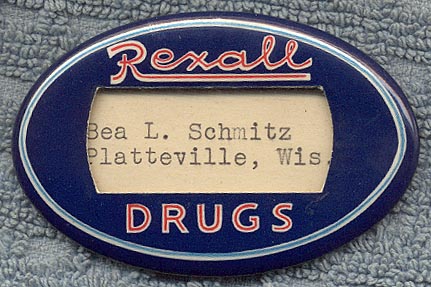 Rexall
Bea L. Schmitz
Platteville, Wis.
DRUGS